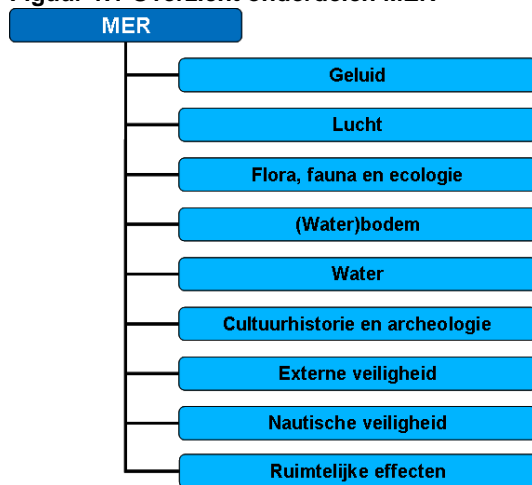 MER
Geluid
Lucht
Flora, fauna en ecologie
(Water)bodem
Water
Cultuurhistorie en archeologie
Externe veiligheid
Nautische veiligheid
Ruimtelijke effecten